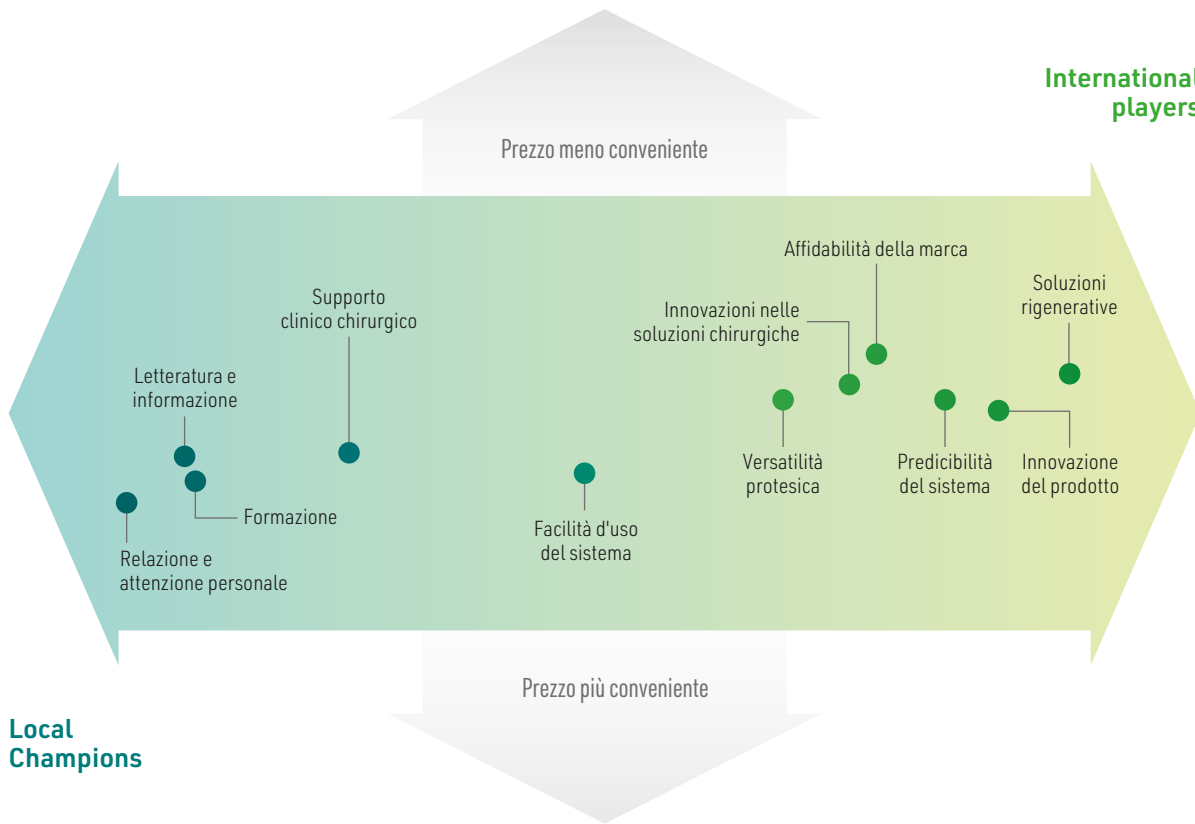 International
players
Prezzo meno conveniente
Affidabilità della marca
Soluzioni
rigenerative
Supporto
clinico chirurgico
Innovazioni nelle
soluzioni chirurgiche
Letteratura e
informazione
Versatilità
protesica
Predicibilità
del sistema
Innovazione
del prodotto
Formazione
Facilità d'uso
del sistema
Relazione e
attenzione personale
Prezzo più conveniente
Local
Champions